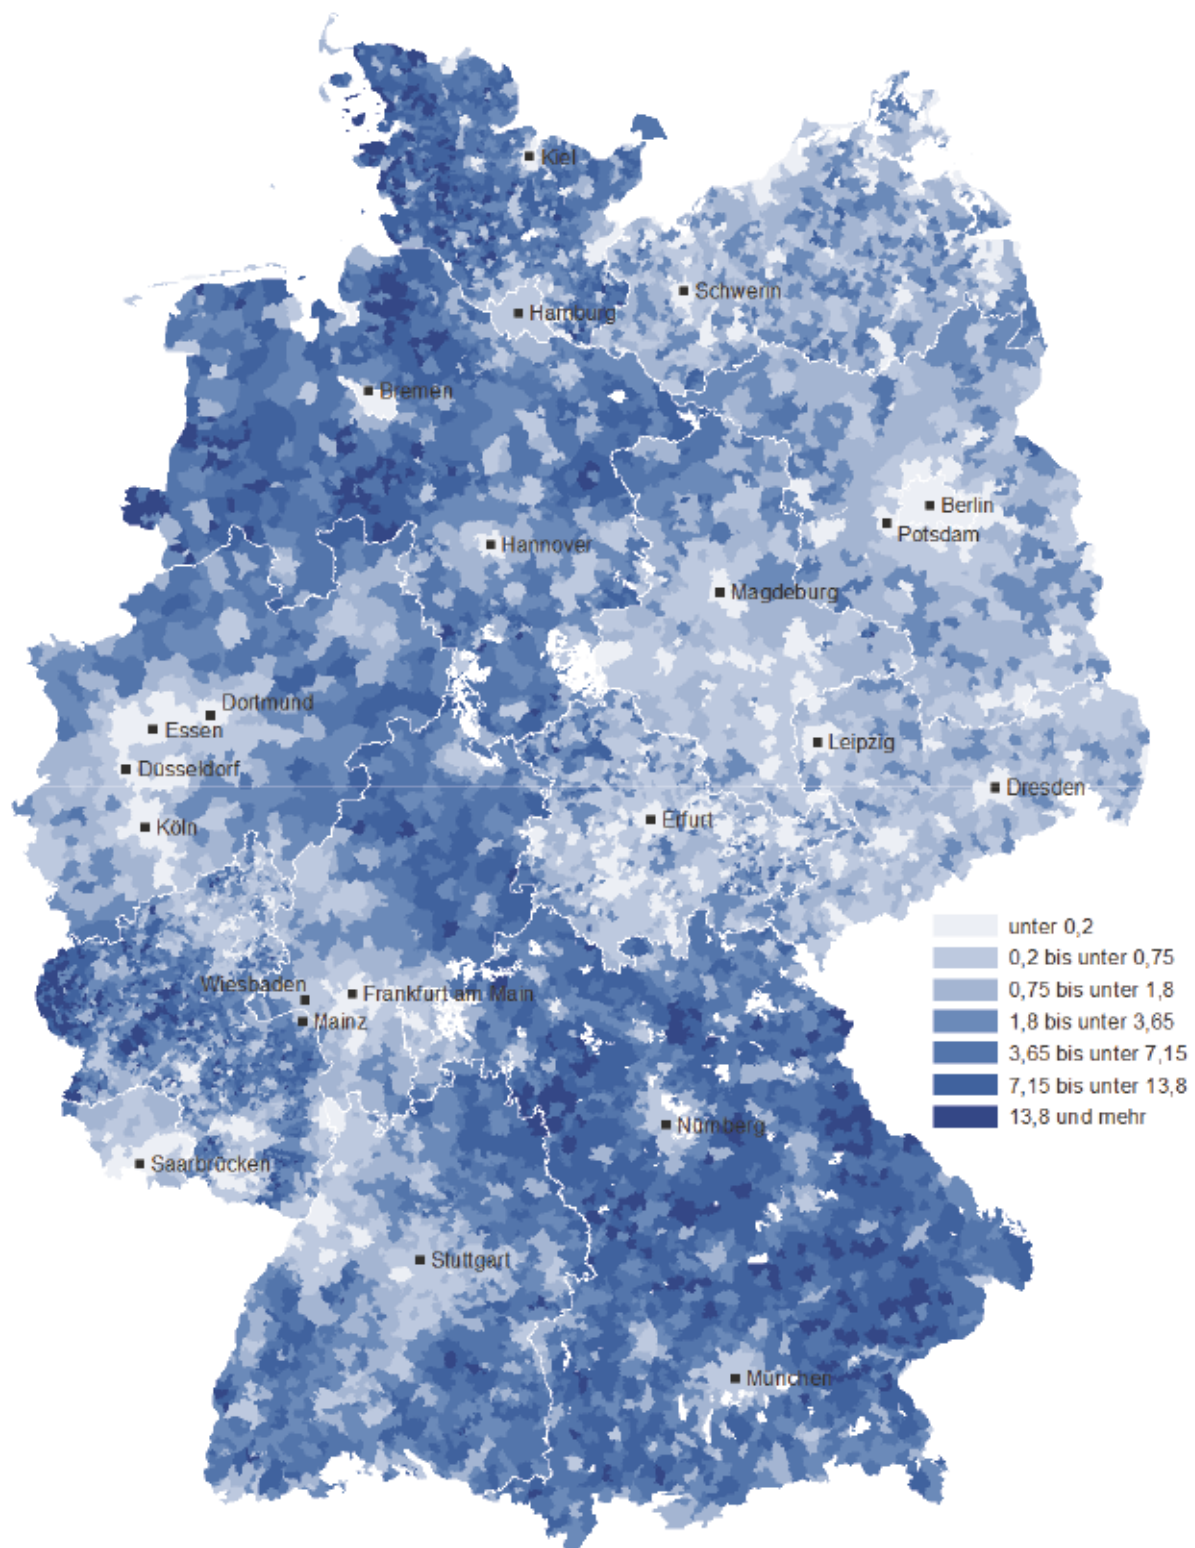 Kiel
Schwerin
Hamburg
Bremen
Berlin
Potsdam
Hannover
Magdeburg
Dortmund
Essen
Leipzig
Düsseldorf
Dresden
Köln
Erfurt
Wiesbaden
Frankfurt am Main
Mainz
Nürnberg
Saarbrücken
Stuttgart
München
unter 0,2
0,2 bis unter 0,75
0,75 bis unter 1,8
1,8 bis unter 3,65
3,65 bis unter 7,15
7,15 bis unter 13,8
13,8 und mehr